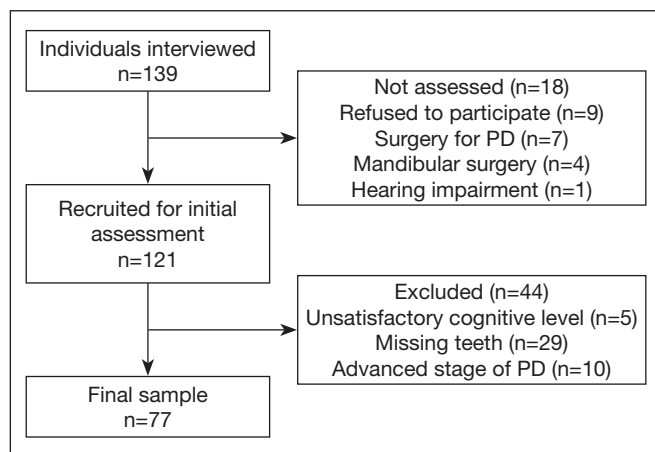 Individuals interviewed
n=139
Not assessed (n=18)
Refused to participate (n=9)
Surgery for PD (n=7)
Mandibular surgery (n=4)
Hearing impairment (n=1)
Recruited for initial
assessment
n=121
Excluded (n=44)
Unsatisfactory cognitive level (n=5)
Missing teeth (n=29)
Advanced stage of PD (n=10)
Final sample
n=77